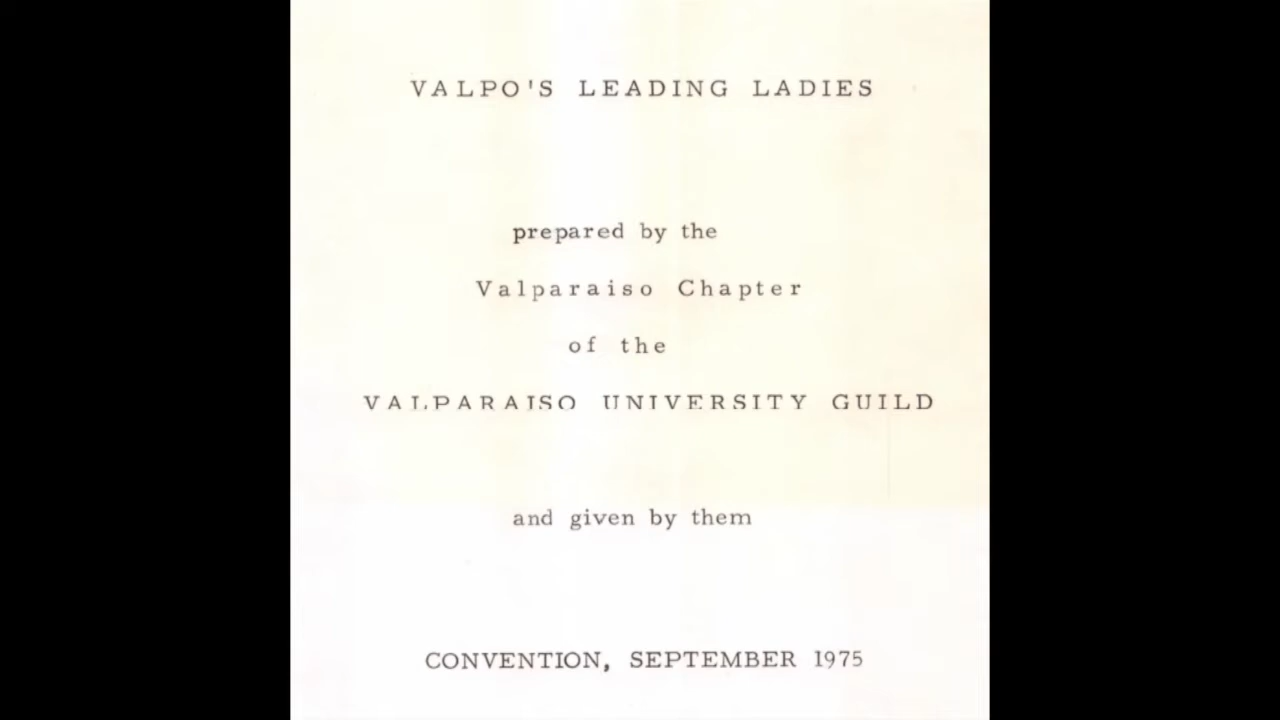 VALPO'S LEADING LADIES
prepared by the
Valparaiso Chapter
of the
VALPARAISO UNIVERSITY GUILD
and given by them
CONVENTION, SEPTEMBER 1975